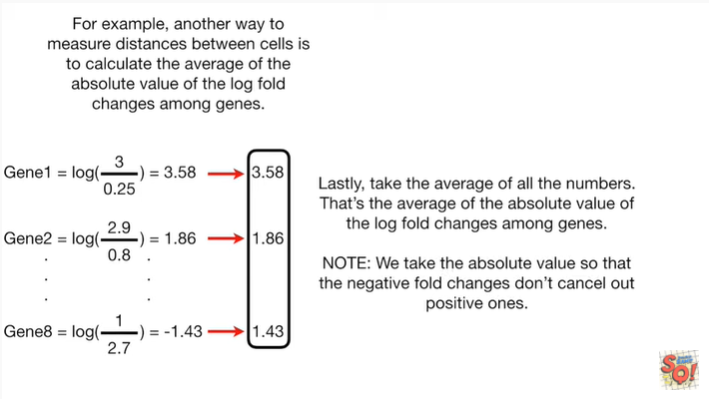 For example, another way to
measure distances between cells is
to calculate the average of the
absolute value of the log fold
changes among genes.
Gene1 = log(3/0.25) = 3.58 → 3.58
Gene2 = log(2.9/0.8) = 1.86 → 1.86
. .
. .
. .
Gene8 = log(1/2.7) = -1.43 → 1.43
Lastly, take the average of all the numbers.
That's the average of the absolute value of
the log fold changes among genes.
NOTE: We take the absolute value so that
the negative fold changes don't cancel out
positive ones.
SQ!